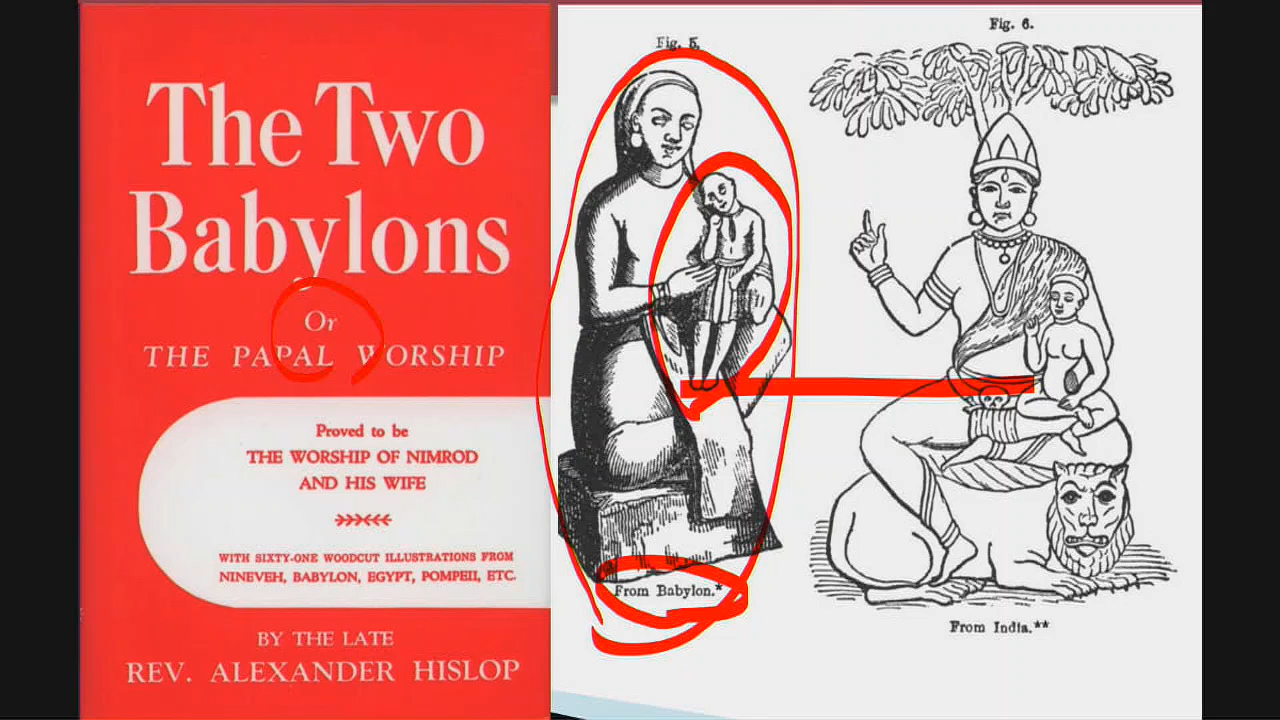 The Two
Babylons
Or
THE PAPAL WORSHIP
Proved to be
THE WORSHIP OF NIMROD
AND HIS WIFE
WITH SIXTY-ONE WOODCUT ILLUSTRATIONS FROM
NINEVEH, BABYLON, EGYPT, POMPEII, ETC.
BY THE LATE
REV. ALEXANDER HISLOP
Fig. 5.
From Babylon.*
Fig. 6.
From India.**